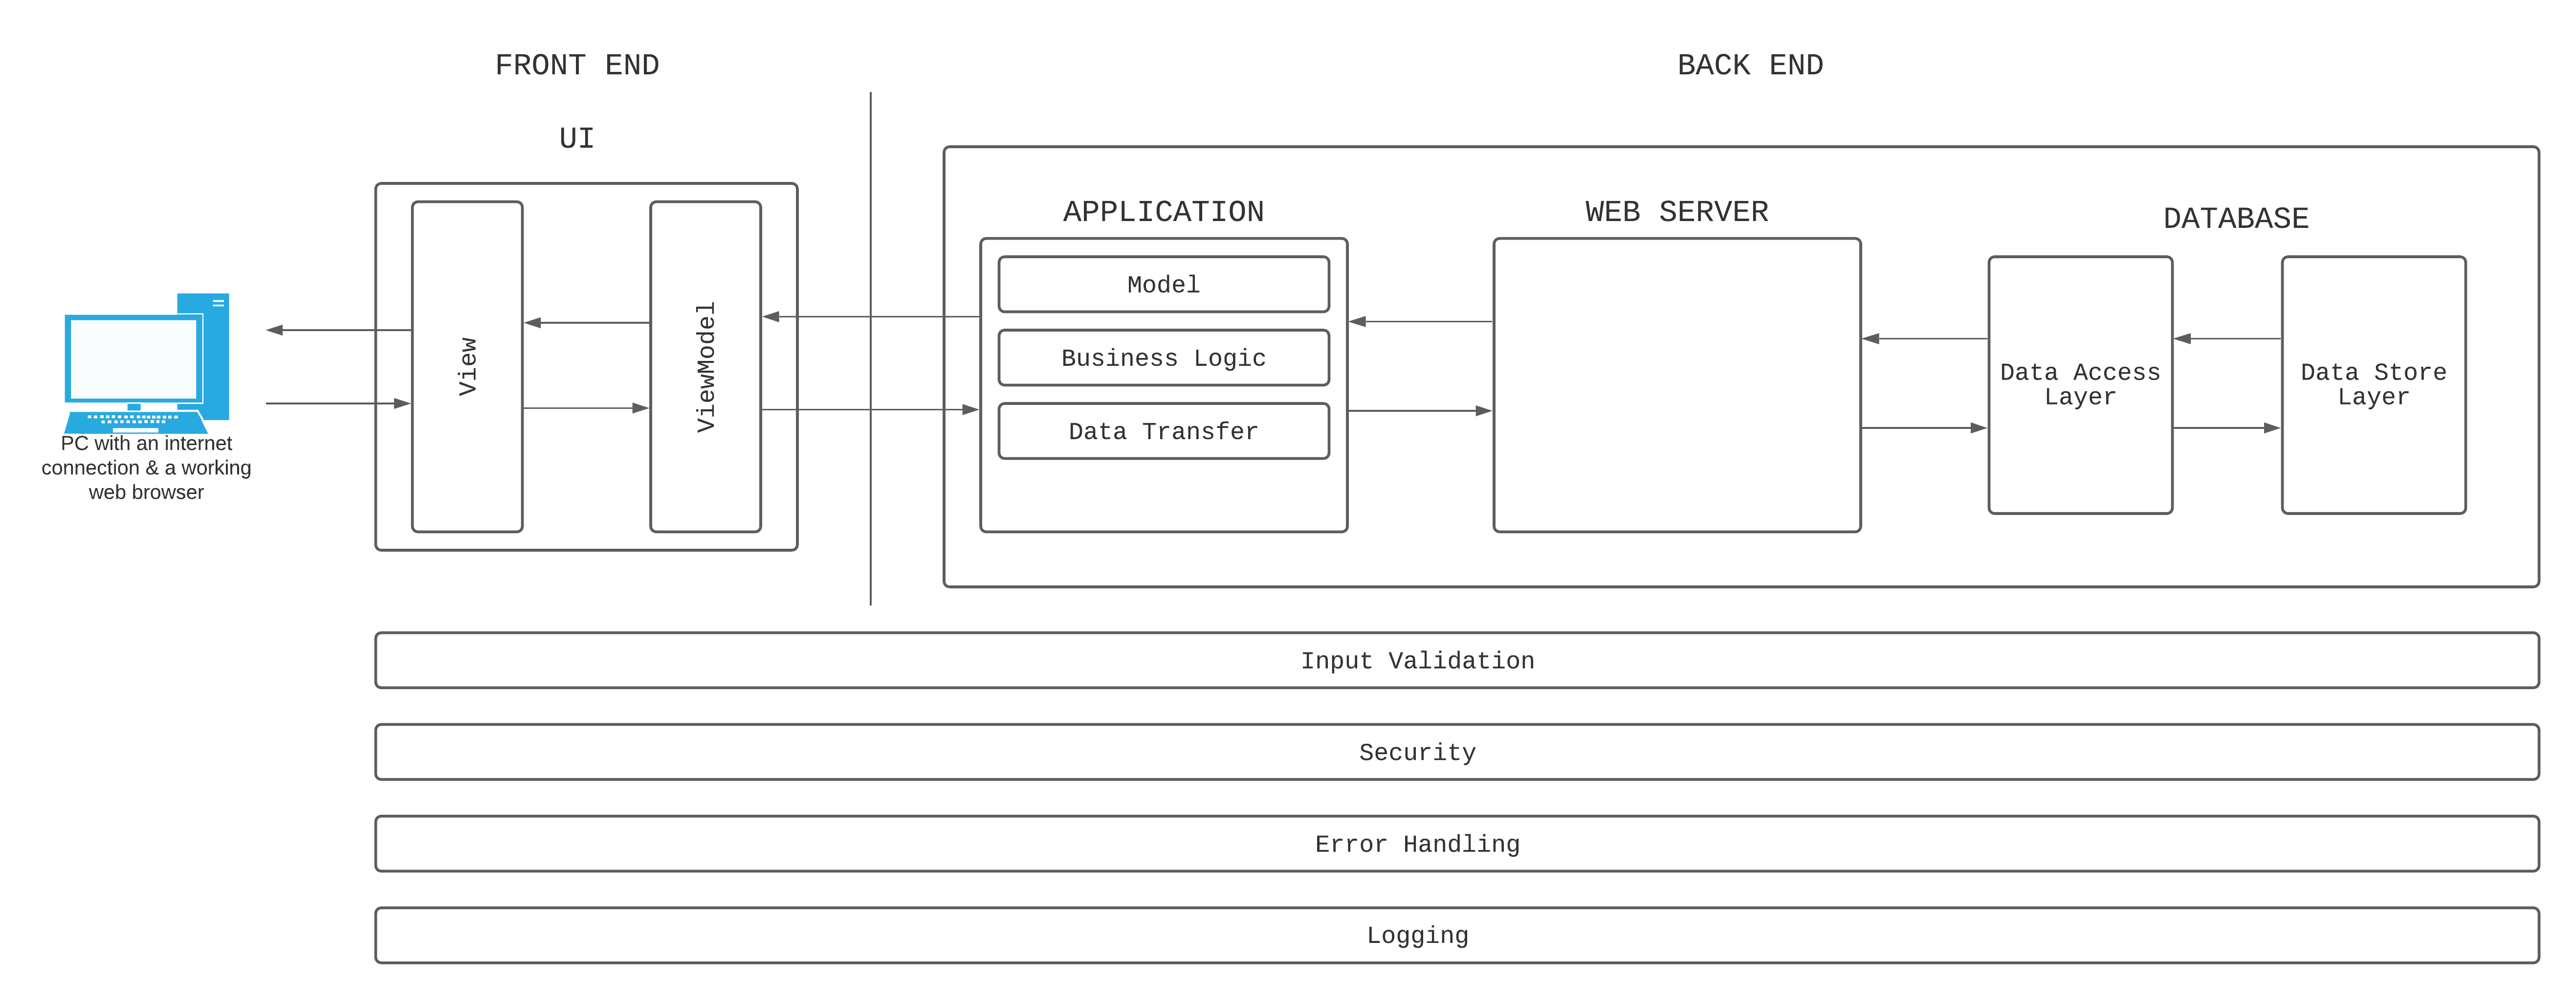 FRONT END
BACK END
UI
APPLICATION
WEB SERVER
DATABASE
View
ViewModel
Model
Business Logic
Data Transfer
Data Access
Layer
Data Store
Layer
PC with an internet
connection & a working
web browser
Input Validation
Security
Error Handling
Logging